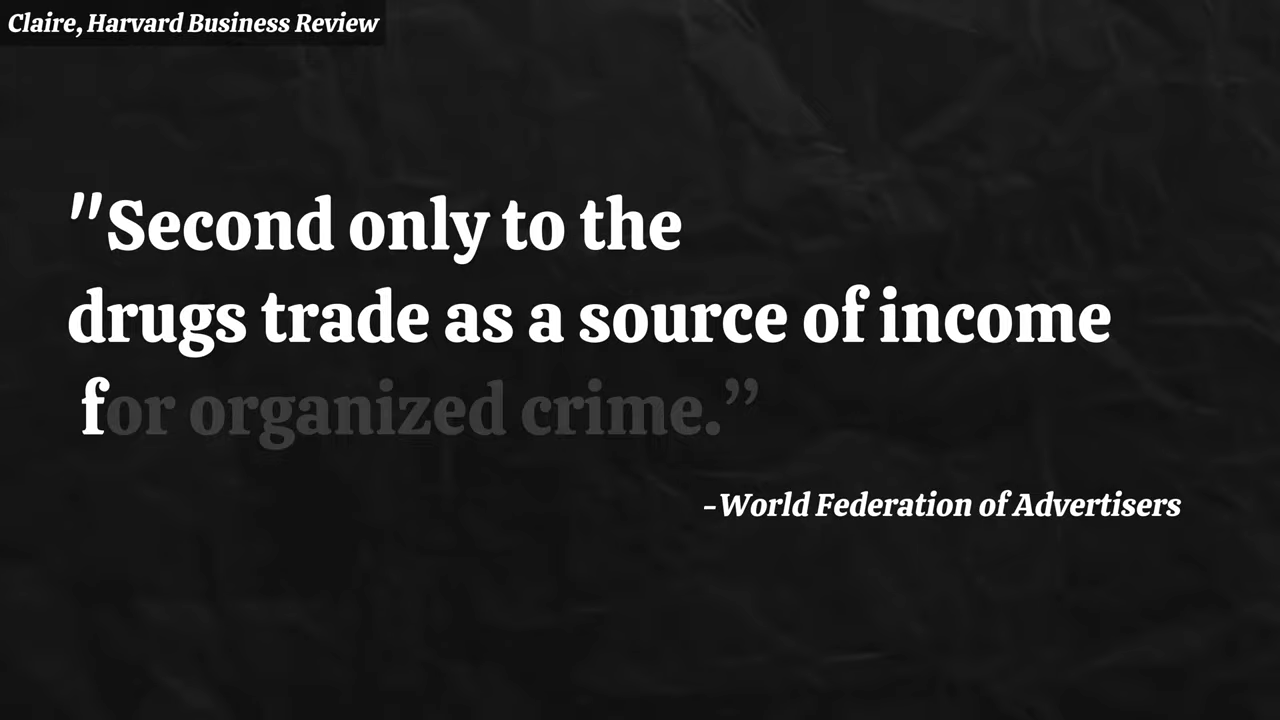 Claire, Harvard Business Review
"Second only to the
drugs trade as a source of income
for organized crime.”
-World Federation of Advertisers